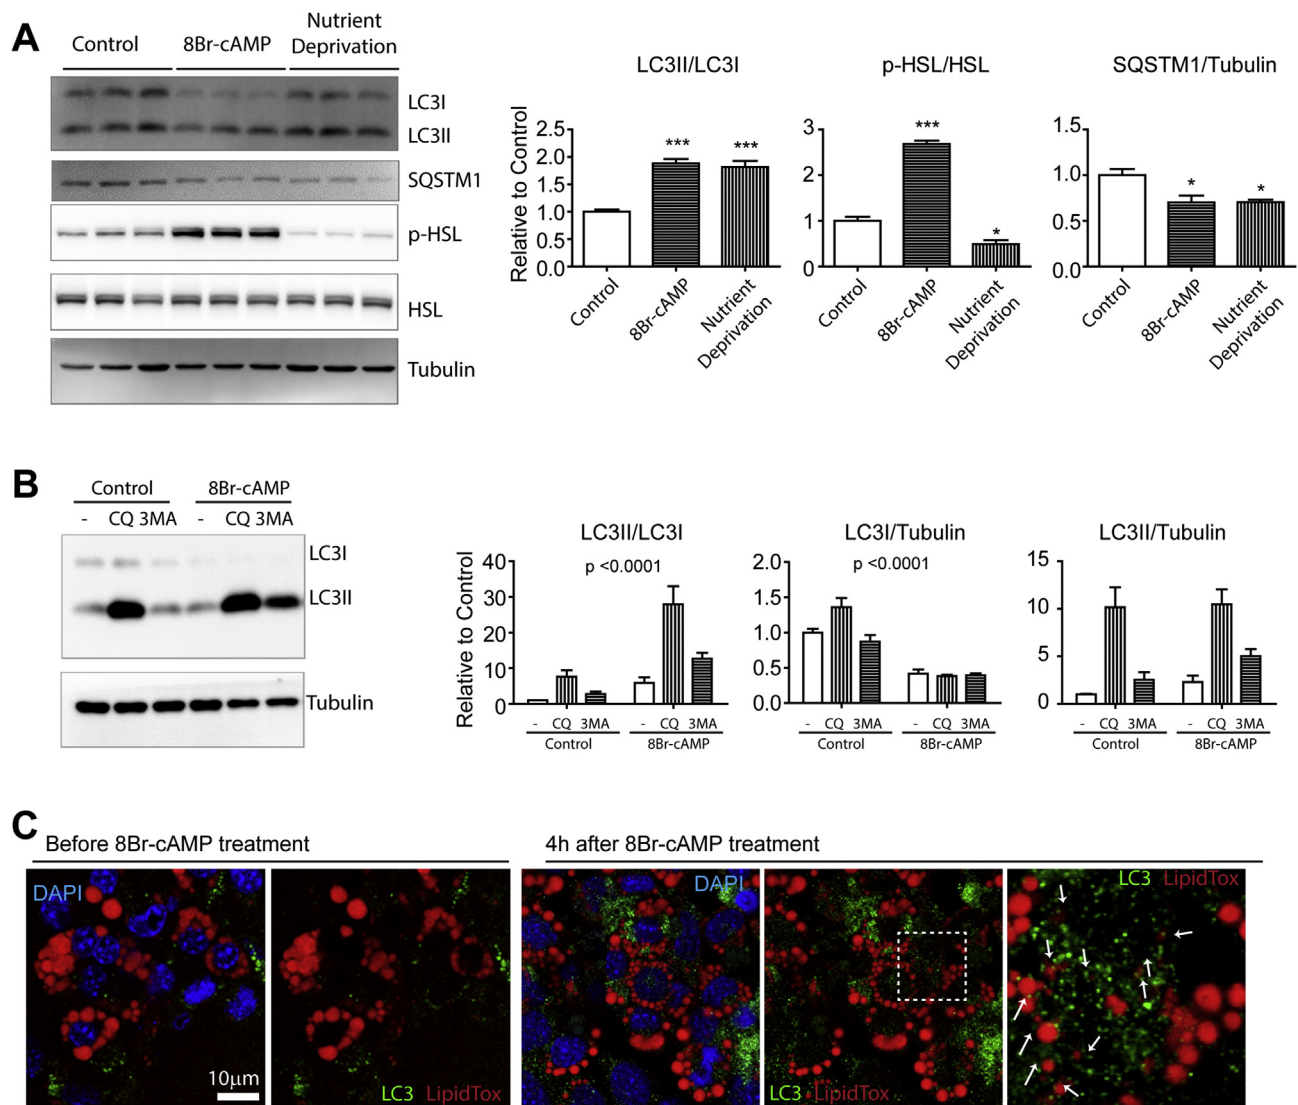 A
Control
8Br-cAMP
Nutrient
Deprivation
LC3I
LC3II
SQSTM1
p-HSL
HSL
Tubulin
LC3II/LC3I
Relative to Control
2.5
2.0
1.5
1.0
0.5
0.0
***
***
Control
8Br-cAMP
Nutrient
Deprivation
p-HSL/HSL
3
2
1
0
***
*
Control
8Br-cAMP
Nutrient
Deprivation
SQSTM1/Tubulin
1.5
1.0
0.5
0.0
*
*
Control
8Br-cAMP
Nutrient
Deprivation
B
Control
8Br-cAMP
- CQ 3MA - CQ 3MA
LC3I
LC3II
Tubulin
LC3II/LC3I
p <0.0001
Relative to Control
40
30
20
10
0
- CQ 3MA - CQ 3MA
Control
8Br-cAMP
LC3I/Tubulin
p <0.0001
2.0
1.5
1.0
0.5
0.0
- CQ 3MA - CQ 3MA
Control
8Br-cAMP
LC3II/Tubulin
15
10
5
0
- CQ 3MA - CQ 3MA
Control
8Br-cAMP
C
Before 8Br-cAMP treatment
4h after 8Br-cAMP treatment
DAPI
10μm
LC3 LipidTox
DAPI
LC3 LipidTox
LC3 LipidTox